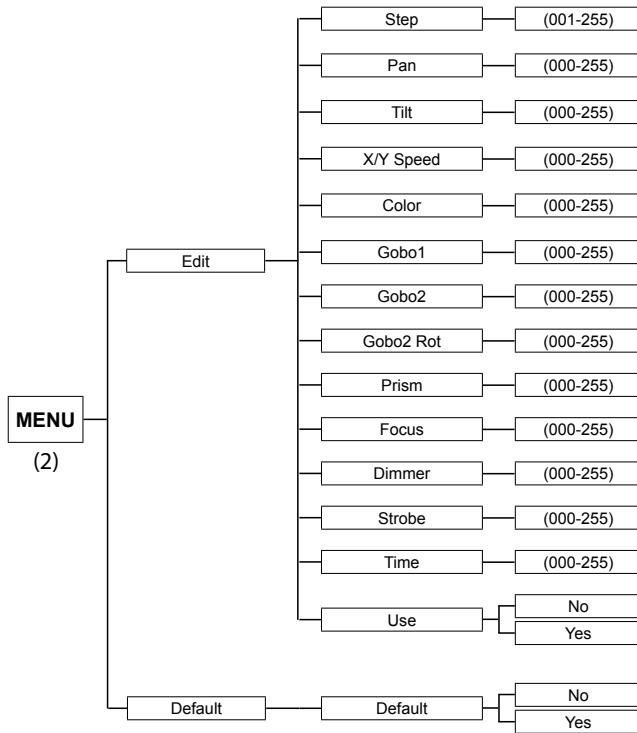 Step (001-255)
Pan (000-255)
Tilt (000-255)
X/Y Speed (000-255)
Color (000-255)
Edit
Gobo1 (000-255)
Gobo2 (000-255)
Gobo2 Rot (000-255)
Prism (000-255)
MENU
(2)
Focus (000-255)
Dimmer (000-255)
Strobe (000-255)
Time (000-255)
Use
No
Yes
Default
Default
No
Yes